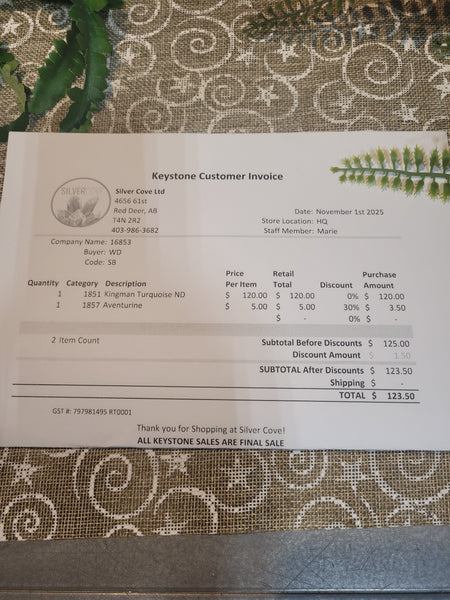 Keystone Customer Invoice
SILVER COVE
Silver Cove Ltd
4656 61st
Red Deer, AB
T4N 2R2
403-986-3682
Date: November 1st 2025
Store Location: HQ
Staff Member: Marie
Company Name: 16853
Buyer: WD
Code: SB
Quantity Category Description Price Per Item Retail Total Discount Purchase Amount
1 1851 Kingman Turquoise ND $ 120.00 $ 120.00 0% $ 120.00
1 1857 Aventurine $ 5.00 $ 5.00 30% $ 3.50
$ - 0% $ -
2 Item Count
Subtotal Before Discounts $ 125.00
Discount Amount $ 1.50
SUBTOTAL After Discounts $ 123.50
Shipping $ -
TOTAL $ 123.50
GST #: 797981495 RT0001
Thank you for Shopping at Silver Cove!
ALL KEYSTONE SALES ARE FINAL SALE